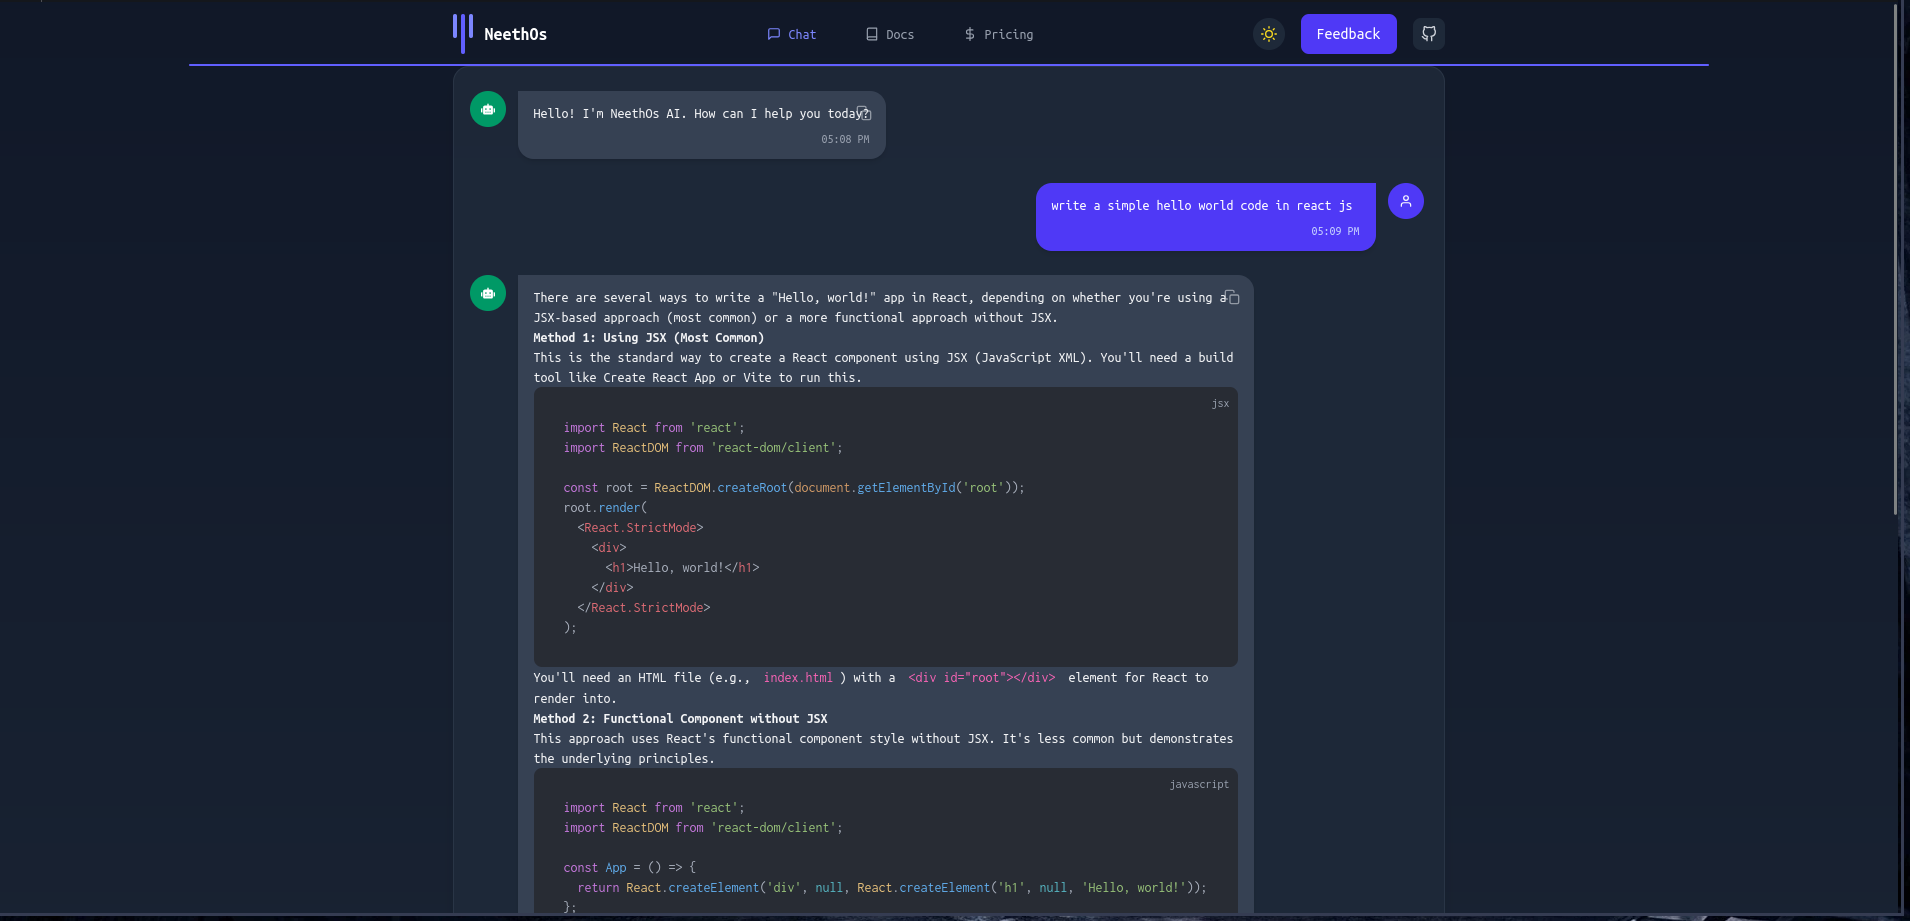 NeethOs
Chat
Docs
Pricing
Feedback
Hello! I'm NeethOs AI. How can I help you today?
05:08 PM
write a simple hello world code in react js
05:09 PM
There are several ways to write a "Hello, world!" app in React, depending on whether you're using a
JSX-based approach (most common) or a more functional approach without JSX.
Method 1: Using JSX (Most Common)
This is the standard way to create a React component using JSX (JavaScript XML). You'll need a build
tool like Create React App or Vite to run this.
jsx
import React from 'react';
import ReactDOM from 'react-dom/client';
const root = ReactDOM.createRoot(document.getElementById('root'));
root.render(
<React.StrictMode>
<div>
<h1>Hello, world!</h1>
</div>
</React.StrictMode>
);
You'll need an HTML file (e.g., index.html ) with a <div id="root"></div> element for React to
render into.
Method 2: Functional Component without JSX
This approach uses React's functional component style without JSX. It's less common but demonstrates
the underlying principles.
javascript
import React from 'react';
import ReactDOM from 'react-dom/client';
const App = () => {
return React.createElement('div', null, React.createElement('h1', null, 'Hello, world!'));
};